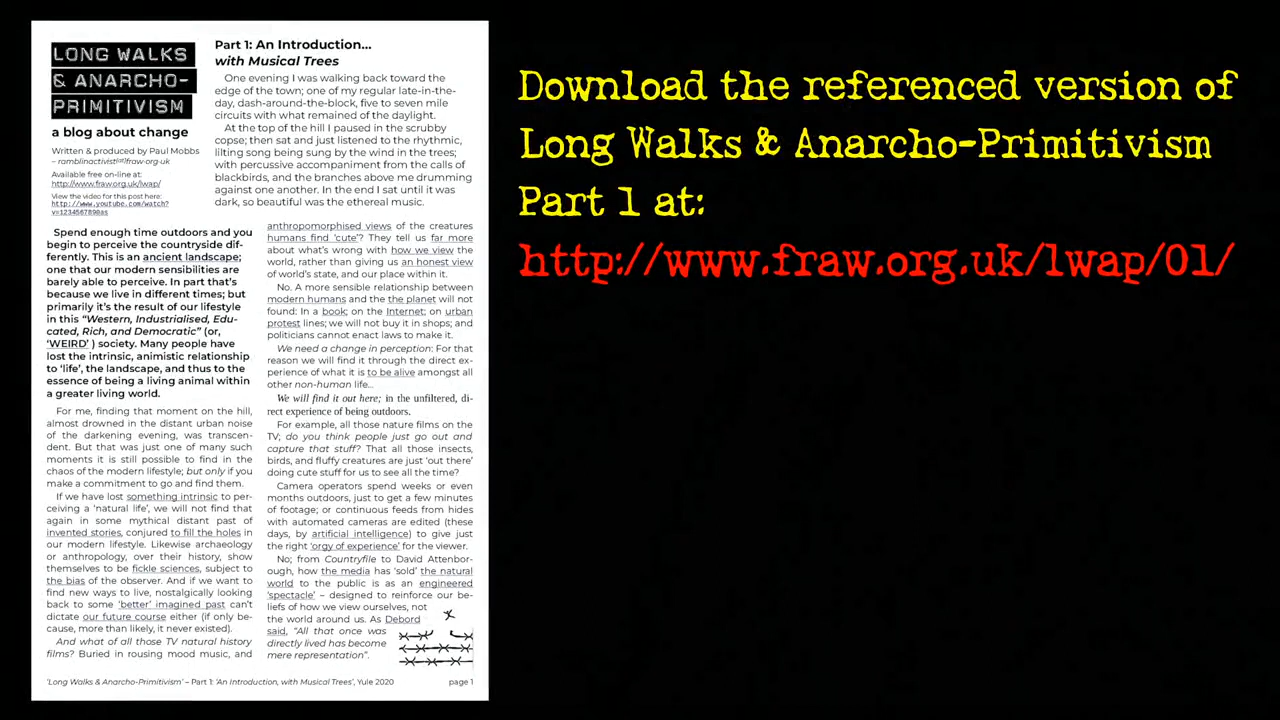 LONG WALKS
& ANARCHO-
PRIMITIVISM
a blog about change
Written & produced by Paul Mobbs
– ramblinactivist[at]fraw·org·uk
Available free on-line at:
http://www.fraw.org.uk/lwap/
View the video for this post here:
http://www.youtube.com/watch?
v=1234567890as
Part 1: An Introduction...
with Musical Trees
One evening I was walking back toward the
edge of the town; one of my regular late-in-the-
day, dash-around-the-block, five to seven mile
circuits with what remained of the daylight.
At the top of the hill I paused in the scrubby
copse; then sat and just listened to the rhythmic,
lilting song being sung by the wind in the trees;
with percussive accompaniment from the calls of
blackbirds, and the branches above me drumming
against one another. In the end I sat until it was
dark, so beautiful was the ethereal music.
Spend enough time outdoors and you
begin to perceive the countryside dif-
ferently. This is an ancient landscape;
one that our modern sensibilities are
barely able to perceive. In part that's
because we live in different times; but
primarily it's the result of our lifestyle
in this “Western, Industrialised, Edu-
cated, Rich, and Democratic” (or,
‘WEIRD’ ) society. Many people have
lost the intrinsic, animistic relationship
to ‘life’, the landscape, and thus to the
essence of being a living animal within
a greater living world.
For me, finding that moment on the hill,
almost drowned in the distant urban noise
of the darkening evening, was transcen-
dent. But that was just one of many such
moments it is still possible to find in the
chaos of the modern lifestyle; but only if you
make a commitment to go and find them.
If we have lost something intrinsic to per-
ceiving a ‘natural life’, we will not find that
again in some mythical distant past of
invented stories, conjured to fill the holes in
our modern lifestyle. Likewise archaeology
or anthropology, over their history, show
themselves to be fickle sciences, subject to
the bias of the observer. And if we want to
find new ways to live, nostalgically looking
back to some ‘better’ imagined past can't
dictate our future course either (if only be-
cause, more than likely, it never existed).
And what of all those TV natural history
films? Buried in rousing mood music, and
anthropomorphised views of the creatures
humans find ‘cute’? They tell us far more
about what's wrong with how we view the
world, rather than giving us an honest view
of world's state, and our place within it.
No. A more sensible relationship between
modern humans and the the planet will not
found: In a book; on the Internet; on urban
protest lines; we will not buy it in shops; and
politicians cannot enact laws to make it.
We need a change in perception: For that
reason we will find it through the direct ex-
perience of what it is to be alive amongst all
other non-human life...
We will find it out here; in the unfiltered, di-
rect experience of being outdoors.
For example, all those nature films on the
TV; do you think people just go out and
capture that stuff? That all those insects,
birds, and fluffy creatures are just ‘out there’
doing cute stuff for us to see all the time?
Camera operators spend weeks or even
months outdoors, just to get a few minutes
of footage; or continuous feeds from hides
with automated cameras are edited (these
days, by artificial intelligence) to give just
the right ‘orgy of experience’ for the viewer.
No; from Countryfile to David Attenbor-
ough, how the media has ‘sold’ the natural
world to the public is as an engineered
‘spectacle’ – designed to reinforce our be-
liefs of how we view ourselves, not
the world around us. As Debord
said, “All that once was
directly lived has become
mere representation”.
‘Long Walks & Anarcho-Primitivism’ – Part 1: ‘An Introduction, with Musical Trees’, Yule 2020
page 1
Download the referenced version of
Long Walks & Anarcho-Primitivism
Part 1 at:
http://www.fraw.org.uk/lwap/01/